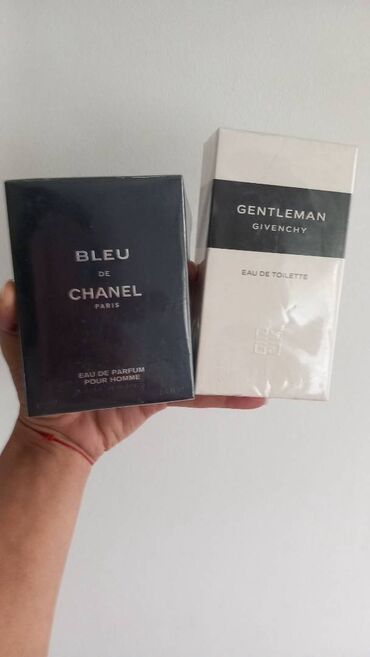 BLEU
DE
CHANEL
PARIS
EAU DE PARFUM
POUR HOMME
GENTLEMAN
GIVENCHY
EAU DE TOILETTE